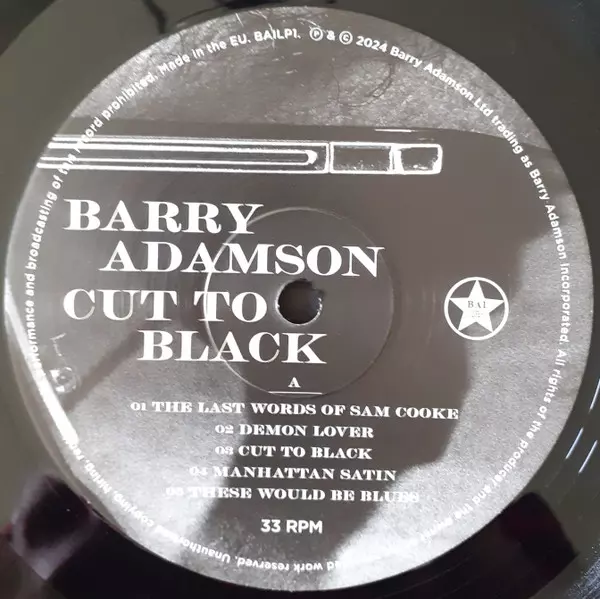 BARRY
ADAMSON
CUT TO
BLACK
A
01 THE LAST WORDS OF SAM COOKE
02 DEMON LOVER
03 CUT TO BLACK
04 MANHATTAN SATIN
05 THESE WOULD BE BLUES
33 RPM
BAI
Ⓟ & © 2024 Barry Adamson Ltd trading as Barry Adamson Incorporated. All rights of the producer and the owner work reserved. Unauthorised copying, hiring, performance and broadcasting of this record prohibited. Made in the EU. BAILP1.